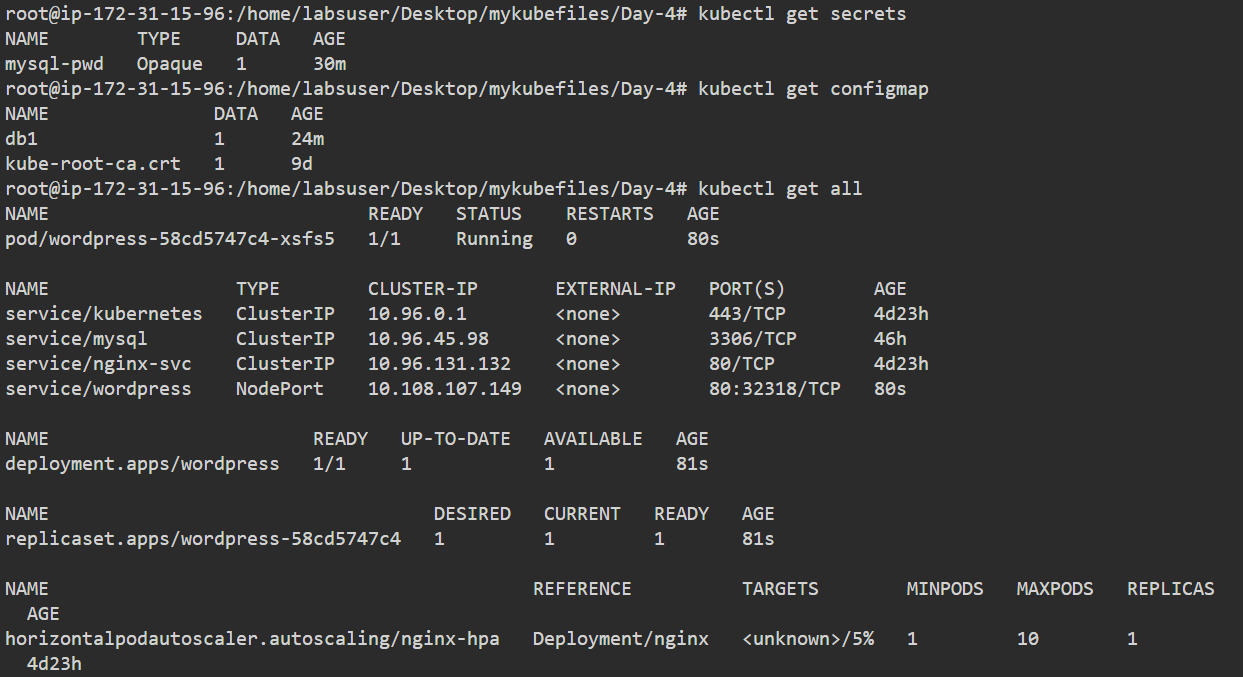 root@ip-172-31-15-96:/home/labsuser/Desktop/mykubefiles/Day-4# kubectl get secrets
NAME        TYPE     DATA   AGE
mysql-pwd   Opaque   1      30m
root@ip-172-31-15-96:/home/labsuser/Desktop/mykubefiles/Day-4# kubectl get configmap
NAME               DATA   AGE
db1                1      24m
kube-root-ca.crt   1      9d
root@ip-172-31-15-96:/home/labsuser/Desktop/mykubefiles/Day-4# kubectl get all
NAME                             READY   STATUS    RESTARTS   AGE
pod/wordpress-58cd5747c4-xsfs5   1/1     Running   0          80s

NAME                 TYPE        CLUSTER-IP       EXTERNAL-IP   PORT(S)        AGE
service/kubernetes   ClusterIP   10.96.0.1        <none>        443/TCP        4d23h
service/mysql        ClusterIP   10.96.45.98      <none>        3306/TCP       46h
service/nginx-svc    ClusterIP   10.96.131.132    <none>        80/TCP         4d23h
service/wordpress    NodePort    10.108.107.149   <none>        80:32318/TCP   80s

NAME                        READY   UP-TO-DATE   AVAILABLE   AGE
deployment.apps/wordpress   1/1     1            1           81s

NAME                                   DESIRED   CURRENT   READY   AGE
replicaset.apps/wordpress-58cd5747c4   1         1         1       81s

NAME                                            REFERENCE          TARGETS        MINPODS   MAXPODS   REPLICAS
  AGE
horizontalpodautoscaler.autoscaling/nginx-hpa   Deployment/nginx   <unknown>/5%   1         10        1
  4d23h